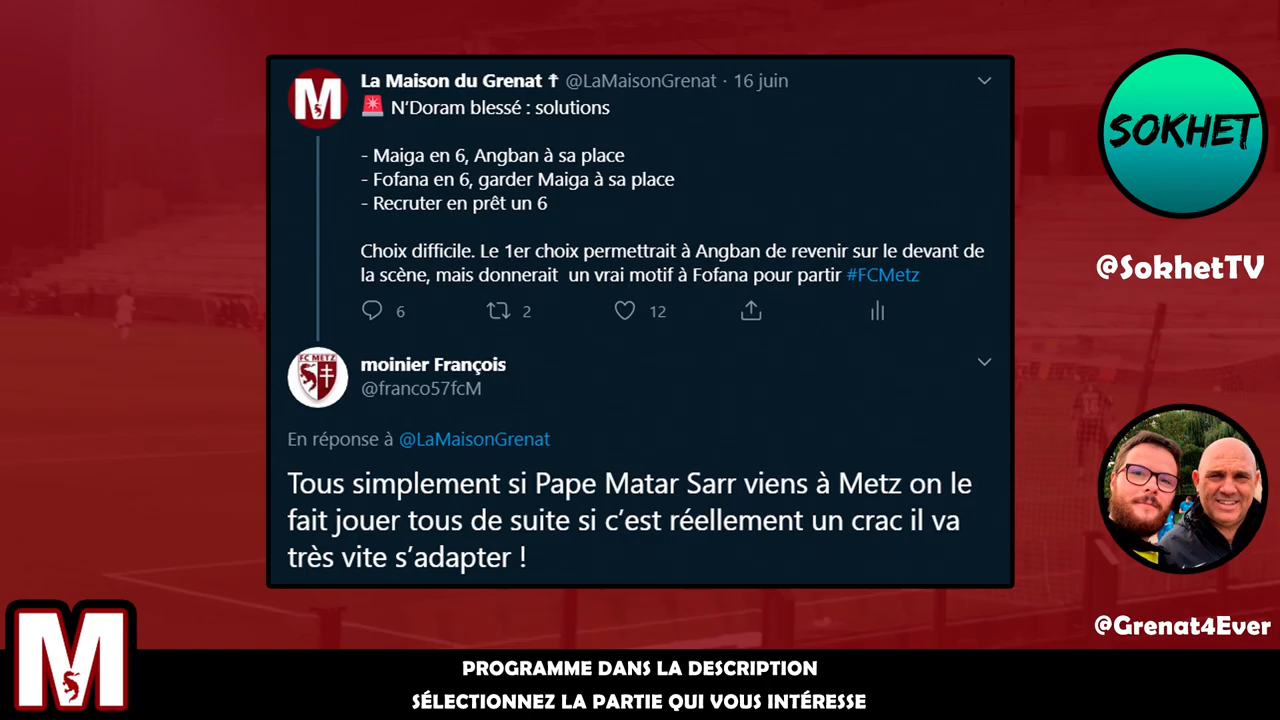 La Maison du Grenat ✝ @LaMaisonGrenat · 16 juin
🚨 N'Doram blessé : solutions
- Maiga en 6, Angban à sa place
- Fofana en 6, garder Maiga à sa place
- Recruter en prêt un 6
Choix difficile. Le 1er choix permettrait à Angban de revenir sur le devant de
la scène, mais donnerait  un vrai motif à Fofana pour partir #FCMetz
6 2 12
FC METZ
moinier François
@franco57fcM
En réponse à @LaMaisonGrenat
Tous simplement si Pape Matar Sarr viens à Metz on le
fait jouer tous de suite si c'est réellement un crac il va
très vite s'adapter !
SOKHET
@SokhetTV
@Grenat4Ever
M
M
PROGRAMME DANS LA DESCRIPTION
SÉLECTIONNEZ LA PARTIE QUI VOUS INTÉRESSE